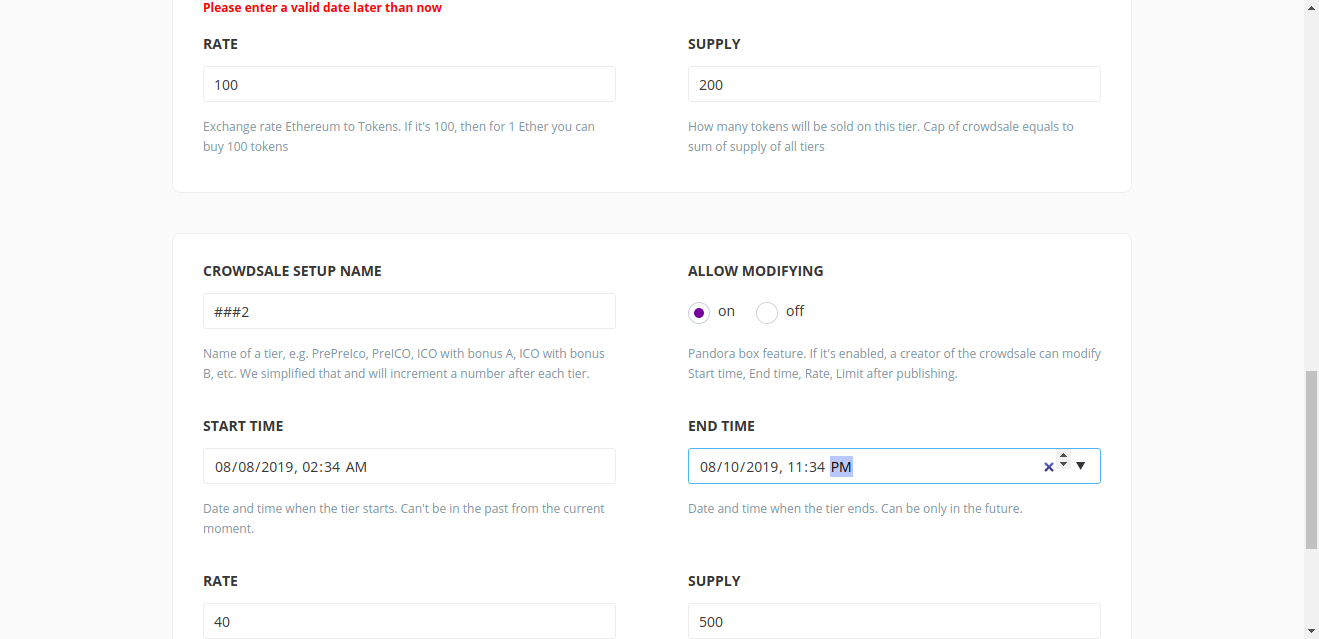 Please enter a valid date later than now
RATE
SUPPLY
100
200
Exchange rate Ethereum to Tokens. If it's 100, then for 1 Ether you can
buy 100 tokens
How many tokens will be sold on this tier. Cap of crowdsale equals to
sum of supply of all tiers
CROWDSALE SETUP NAME
ALLOW MODIFYING
###2
on
off
Name of a tier, e.g. PrePreIco, PreICO, ICO with bonus A, ICO with bonus
B, etc. We simplified that and will increment a number after each tier.
Pandora box feature. If it's enabled, a creator of the crowdsale can modify
Start time, End time, Rate, Limit after publishing.
START TIME
END TIME
08/08/2019, 02:34 AM
08/10/2019, 11:34 PM
Date and time when the tier starts. Can't be in the past from the current
moment.
Date and time when the tier ends. Can be only in the future.
RATE
SUPPLY
40
500